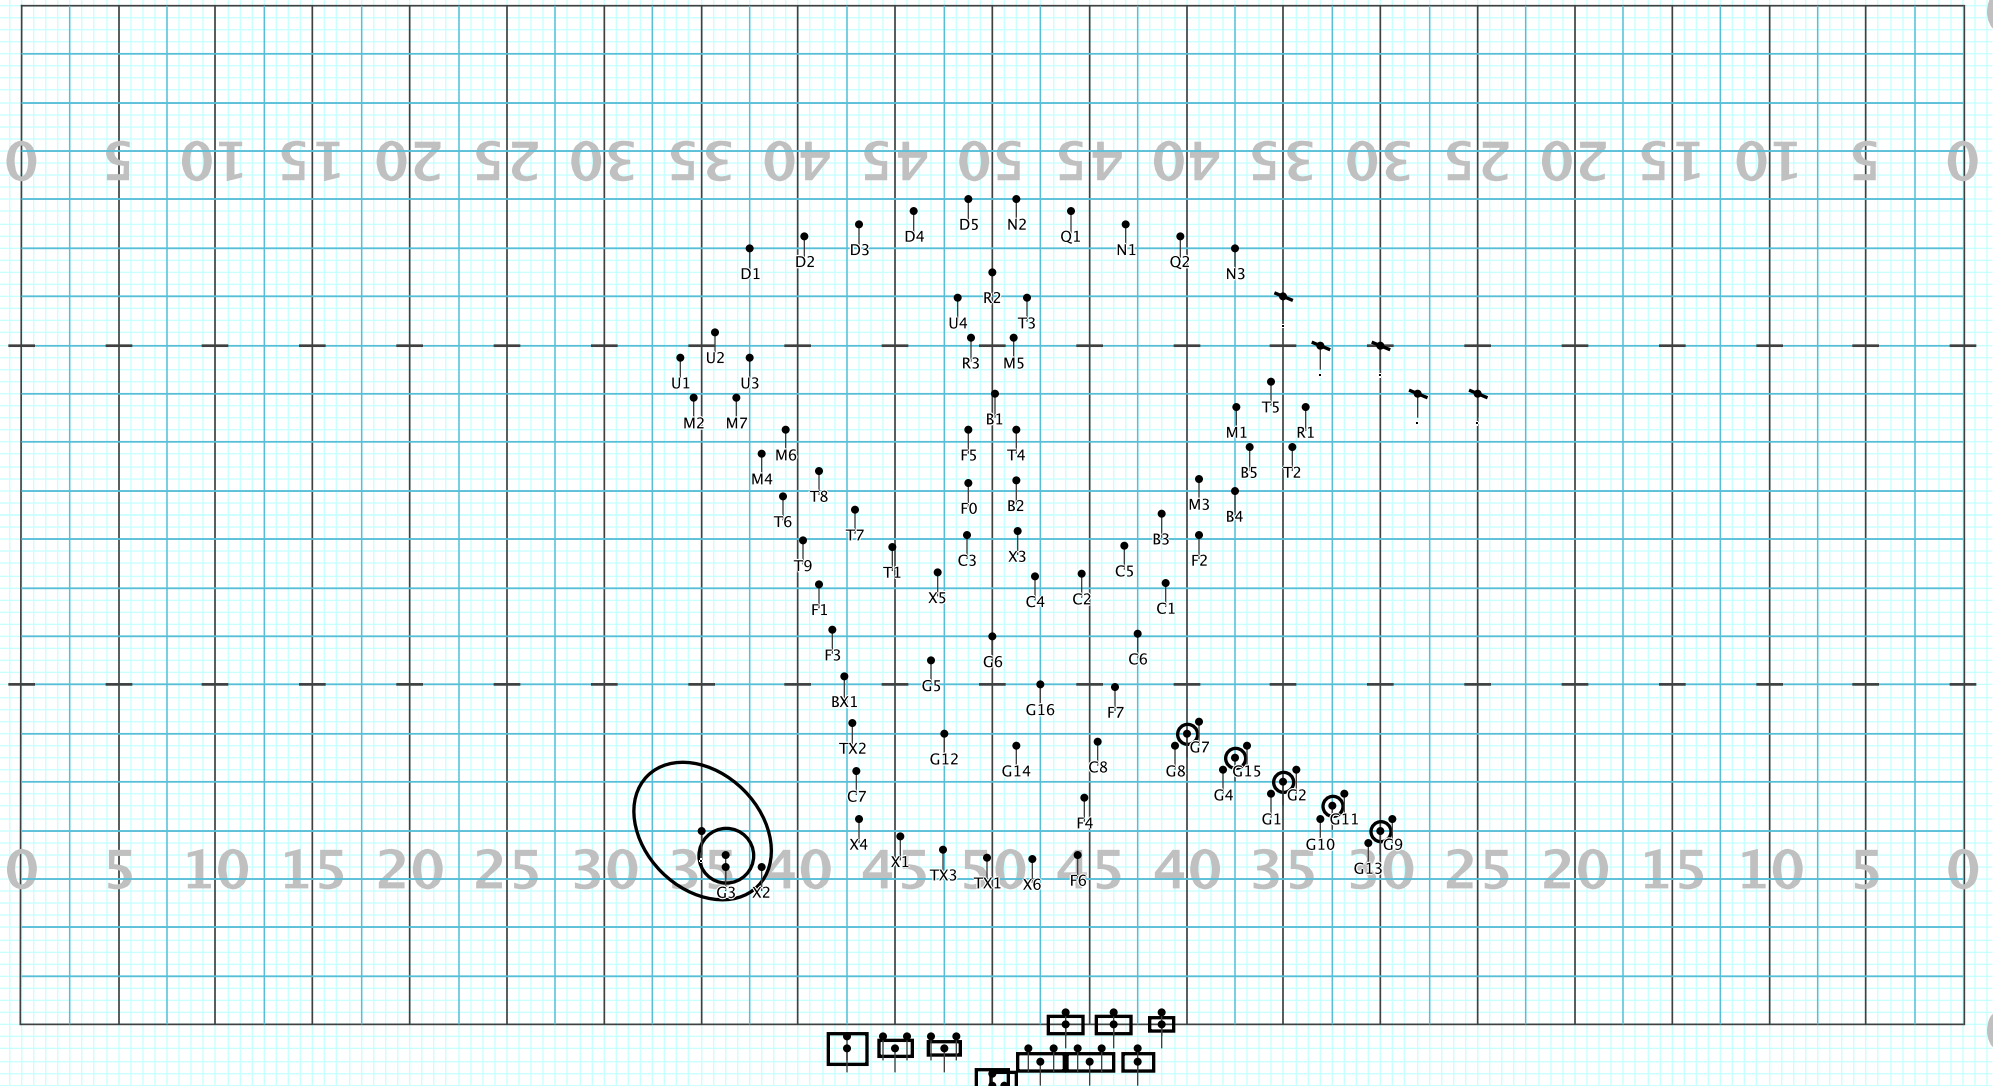 0 5 10 15 20 25 30 35 40 45 50 45 40 35 30 25 20 15 10 5 0
D5 N2
D4 Q1
D3 N1
D2 Q2
D1 N3
R2
U4 T3
U2 R3 M5
U1 U3
T5
M2 M7 B1
M1 R1
M6 F5 T4
M4 B5 T2
T8 F0 B2 M3
T6 B4
T7 B3
T9 T1 C3 X3 C5 F2
F1 X5 C4 C2 C1
F3 G6 C6
G5
BX1 G16 F7
TX2 G12 G7
G14 C8 G8 G15
C7 G4 G2
F4 G1 G11
X4 G10 G9
X1 G13
0 5 10 15 20 25 30 35 40 45 50 45 40 35 30 25 20 15 10 5 0
TX3 TX1 X6 F6
G3 X2